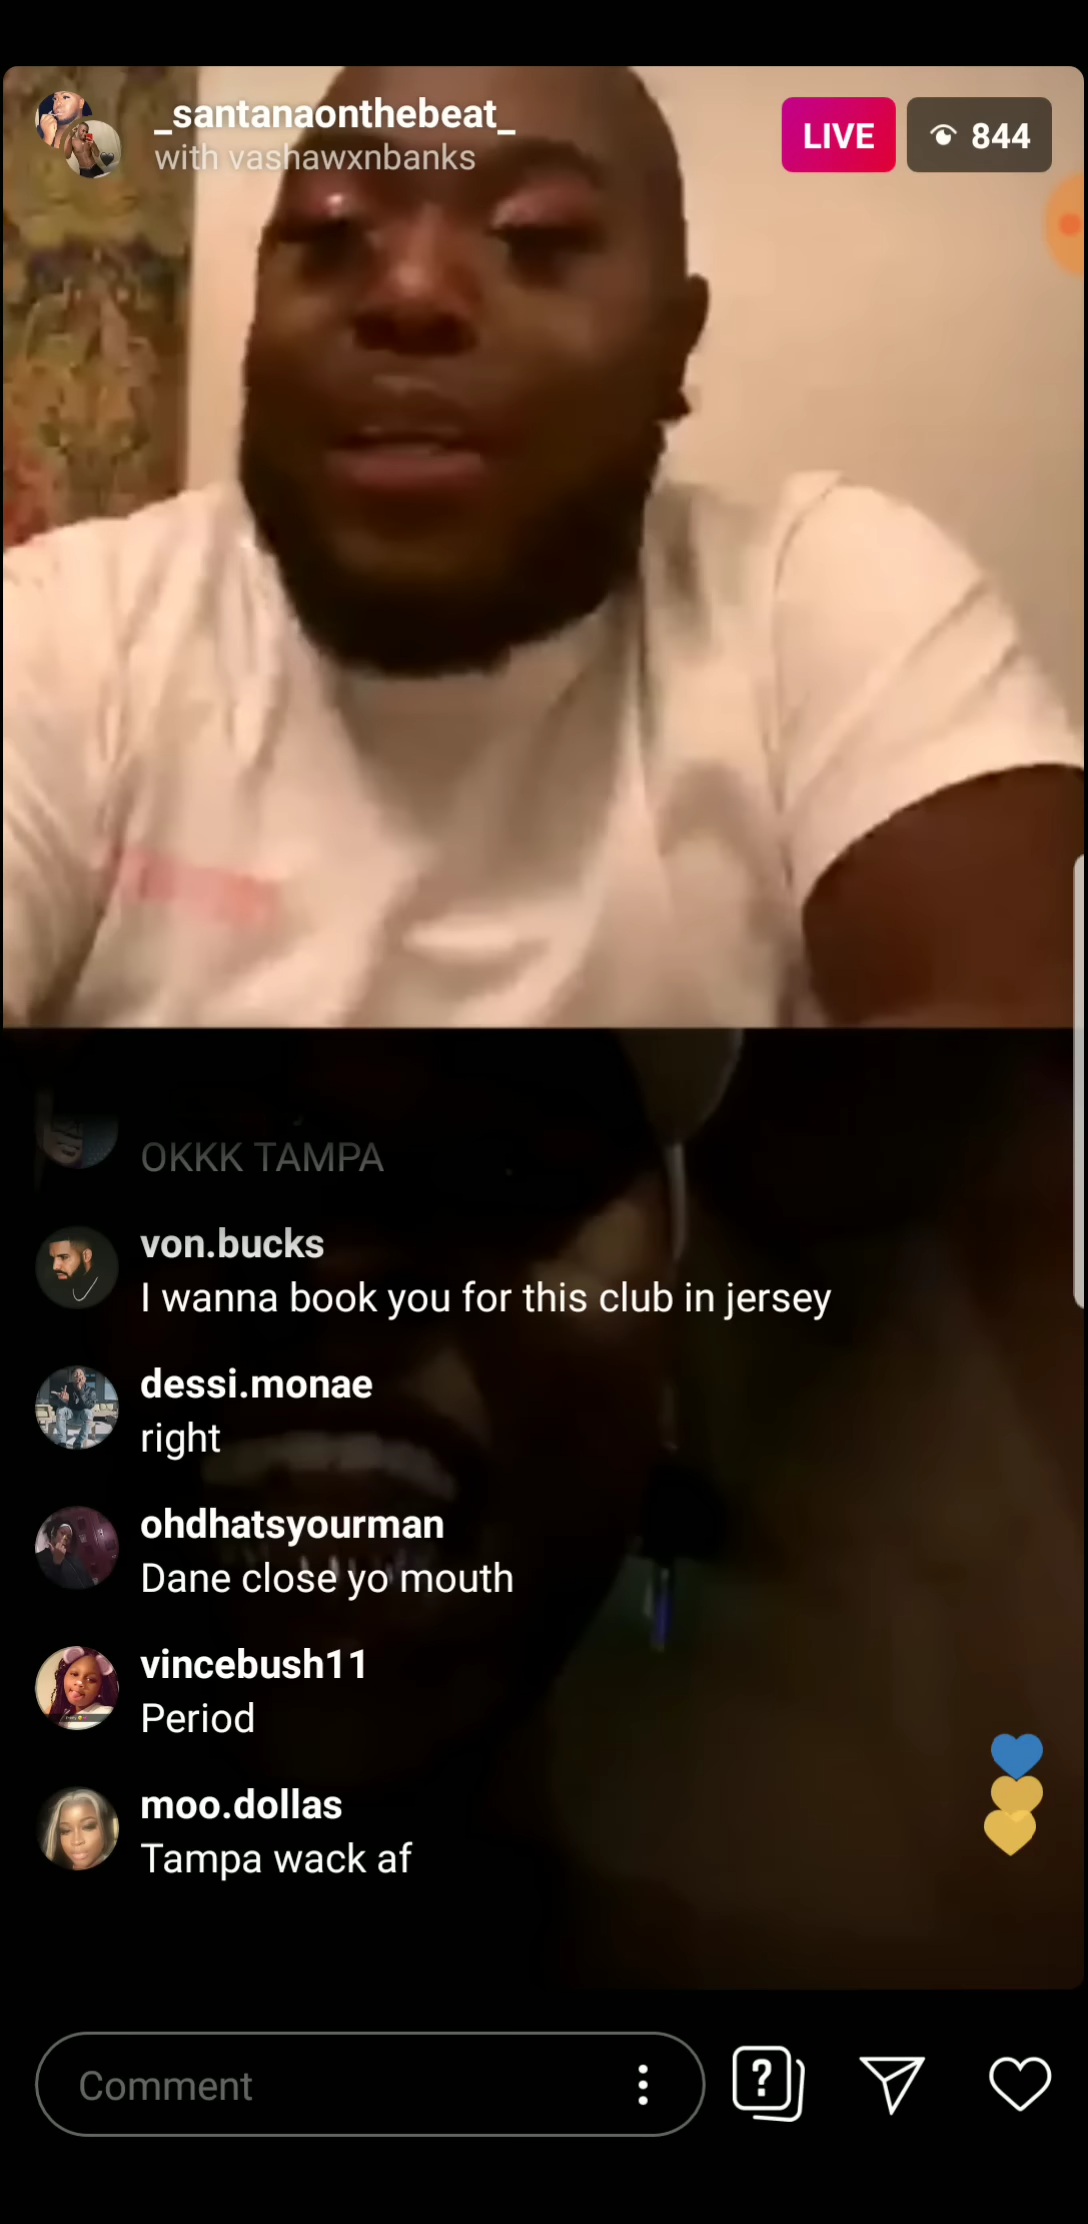 _santanaonthebeat_
with vashawxnbanks
LIVE
844
OKKK TAMPA
von.bucks
I wanna book you for this club in jersey
dessi.monae
right
ohdhatsyourman
Dane close yo mouth
vincebush11
Period
moo.dollas
Tampa wack af
Comment
?